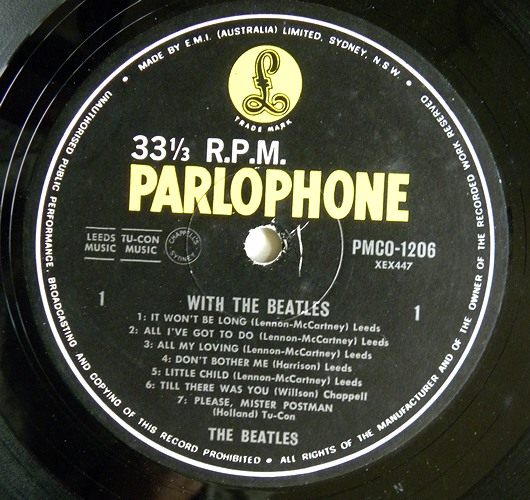 MADE BY E.M.I. (AUSTRALIA) LIMITED, SYDNEY, N.S.W. •
UNAUTHORISED PUBLIC PERFORMANCE, BROADCASTING AND COPYING OF THIS RECORD PROHIBITED • ALL RIGHTS OF THE MANUFACTURER AND OF THE OWNER OF THE RECORDED WORK RESERVED
£
TRADE MARK
33⅓ R.P.M.
PARLOPHONE
LEEDS MUSIC
TU-CON MUSIC
CHAPPELL'S SYDNEY
PMCO-1206
XEX447
1
1
WITH THE BEATLES
1: IT WON'T BE LONG (Lennon-McCartney) Leeds
2: ALL I'VE GOT TO DO (Lennon-McCartney) Leeds
3: ALL MY LOVING (Lennon-McCartney) Leeds
4: DON'T BOTHER ME (Harrison) Leeds
5: LITTLE CHILD (Lennon-McCartney) Leeds
6: TILL THERE WAS YOU (Willson) Chappell
7: PLEASE, MISTER POSTMAN
(Holland) Tu-Con
THE BEATLES